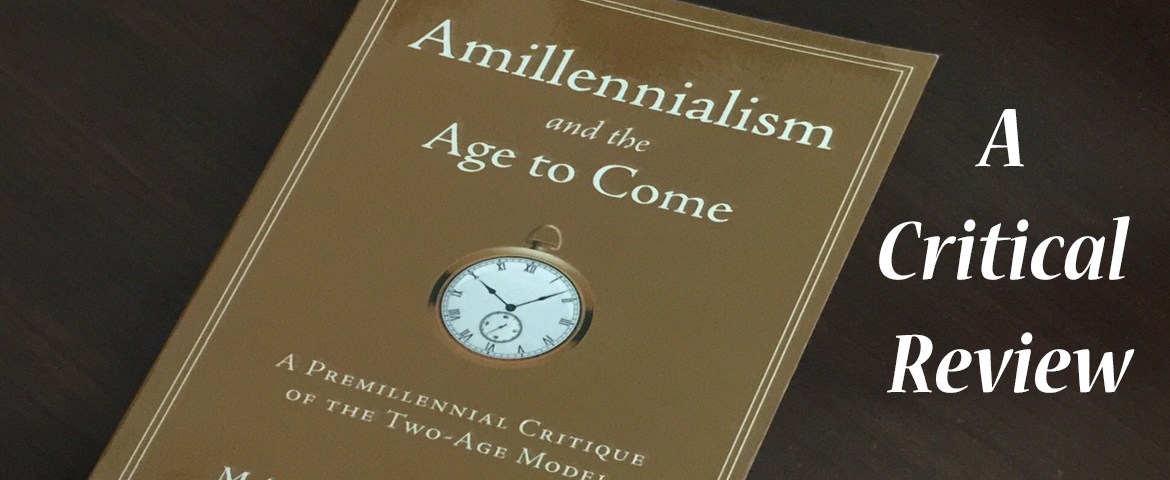 Amillennialism
and the
Age to Come
A Premillennial Critique
of the Two-Age Model
A
Critical
Review